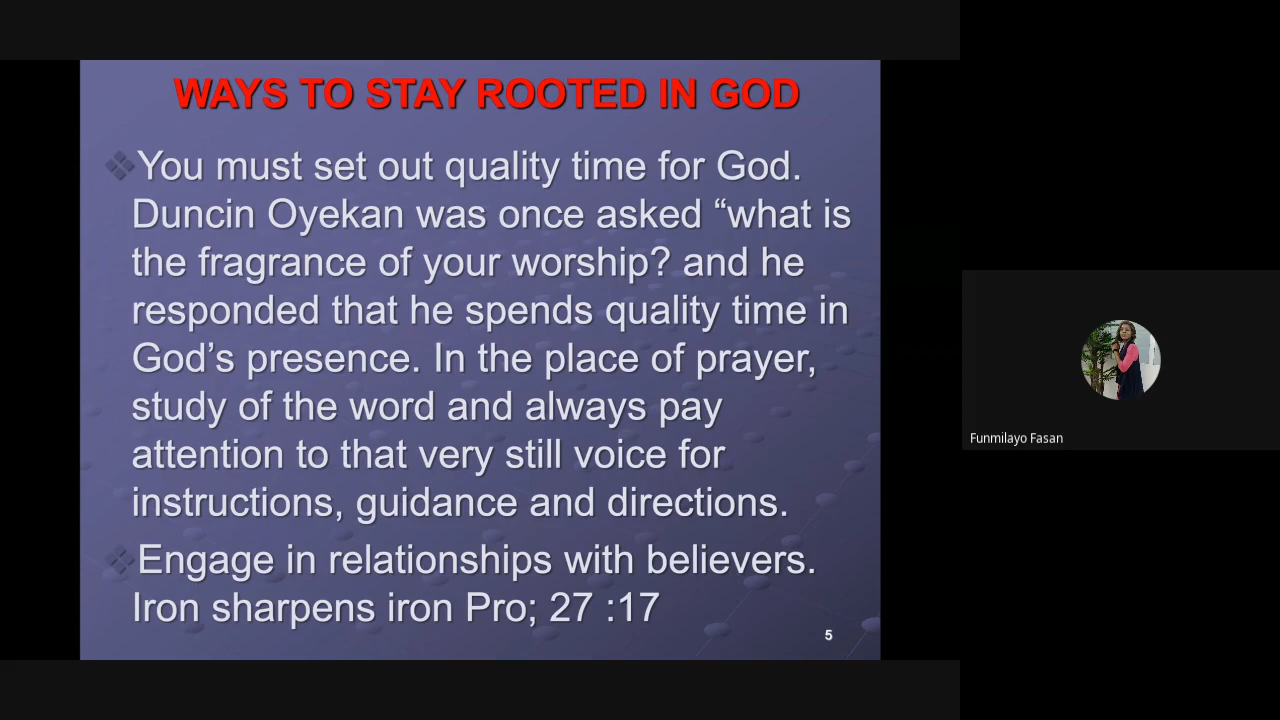 WAYS TO STAY ROOTED IN GOD
You must set out quality time for God.
Duncin Oyekan was once asked “what is
the fragrance of your worship? and he
responded that he spends quality time in
God’s presence. In the place of prayer,
study of the word and always pay
attention to that very still voice for
instructions, guidance and directions.
Engage in relationships with believers.
Iron sharpens iron Pro; 27 :17
5
Funmilayo Fasan